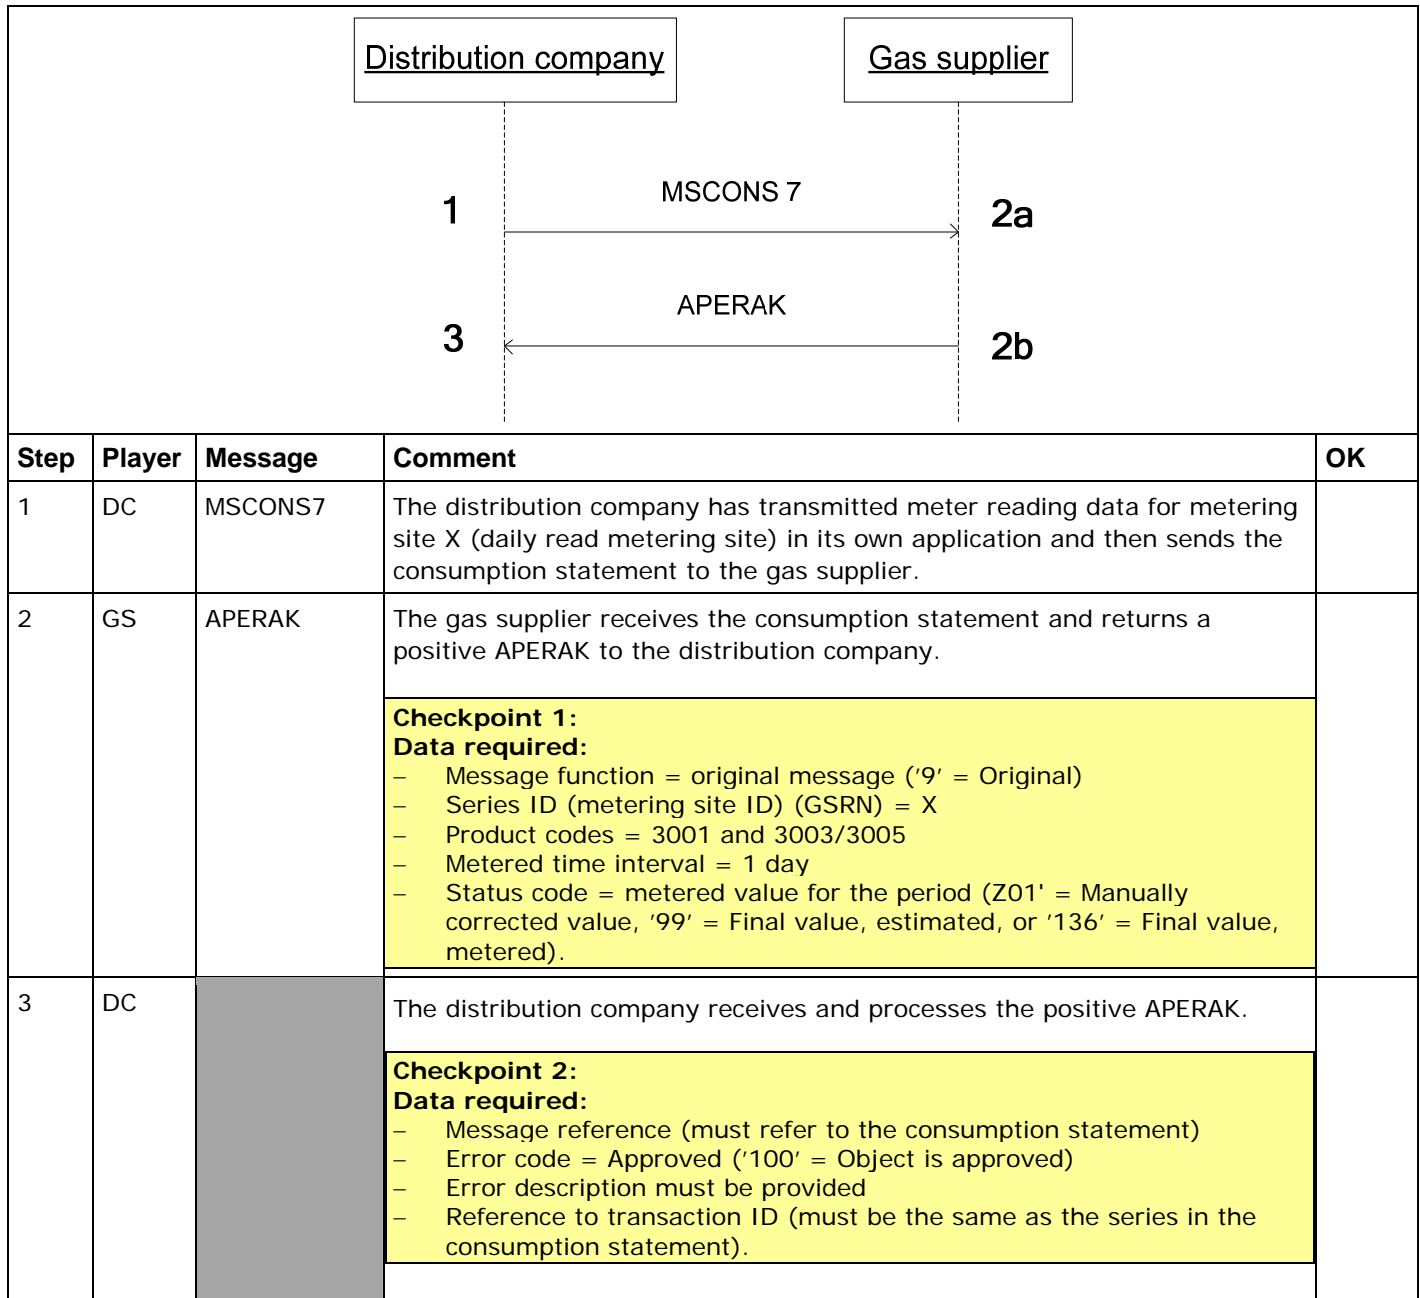 Distribution company
Gas supplier
MSCONS 7
1
2a
APERAK
3
2b
Step Player Message Comment OK
1 DC MSCONS7 The distribution company has transmitted meter reading data for metering
site X (daily read metering site) in its own application and then sends the
consumption statement to the gas supplier.
2 GS APERAK The gas supplier receives the consumption statement and returns a
positive APERAK to the distribution company.
Checkpoint 1:
Data required:
– Message function = original message ('9' = Original)
– Series ID (metering site ID) (GSRN) = X
– Product codes = 3001 and 3003/3005
– Metered time interval = 1 day
– Status code = metered value for the period (Z01' = Manually
corrected value, '99' = Final value, estimated, or '136' = Final value,
metered).
3 DC The distribution company receives and processes the positive APERAK.
Checkpoint 2:
Data required:
– Message reference (must refer to the consumption statement)
– Error code = Approved ('100' = Object is approved)
– Error description must be provided
– Reference to transaction ID (must be the same as the series in the
consumption statement).